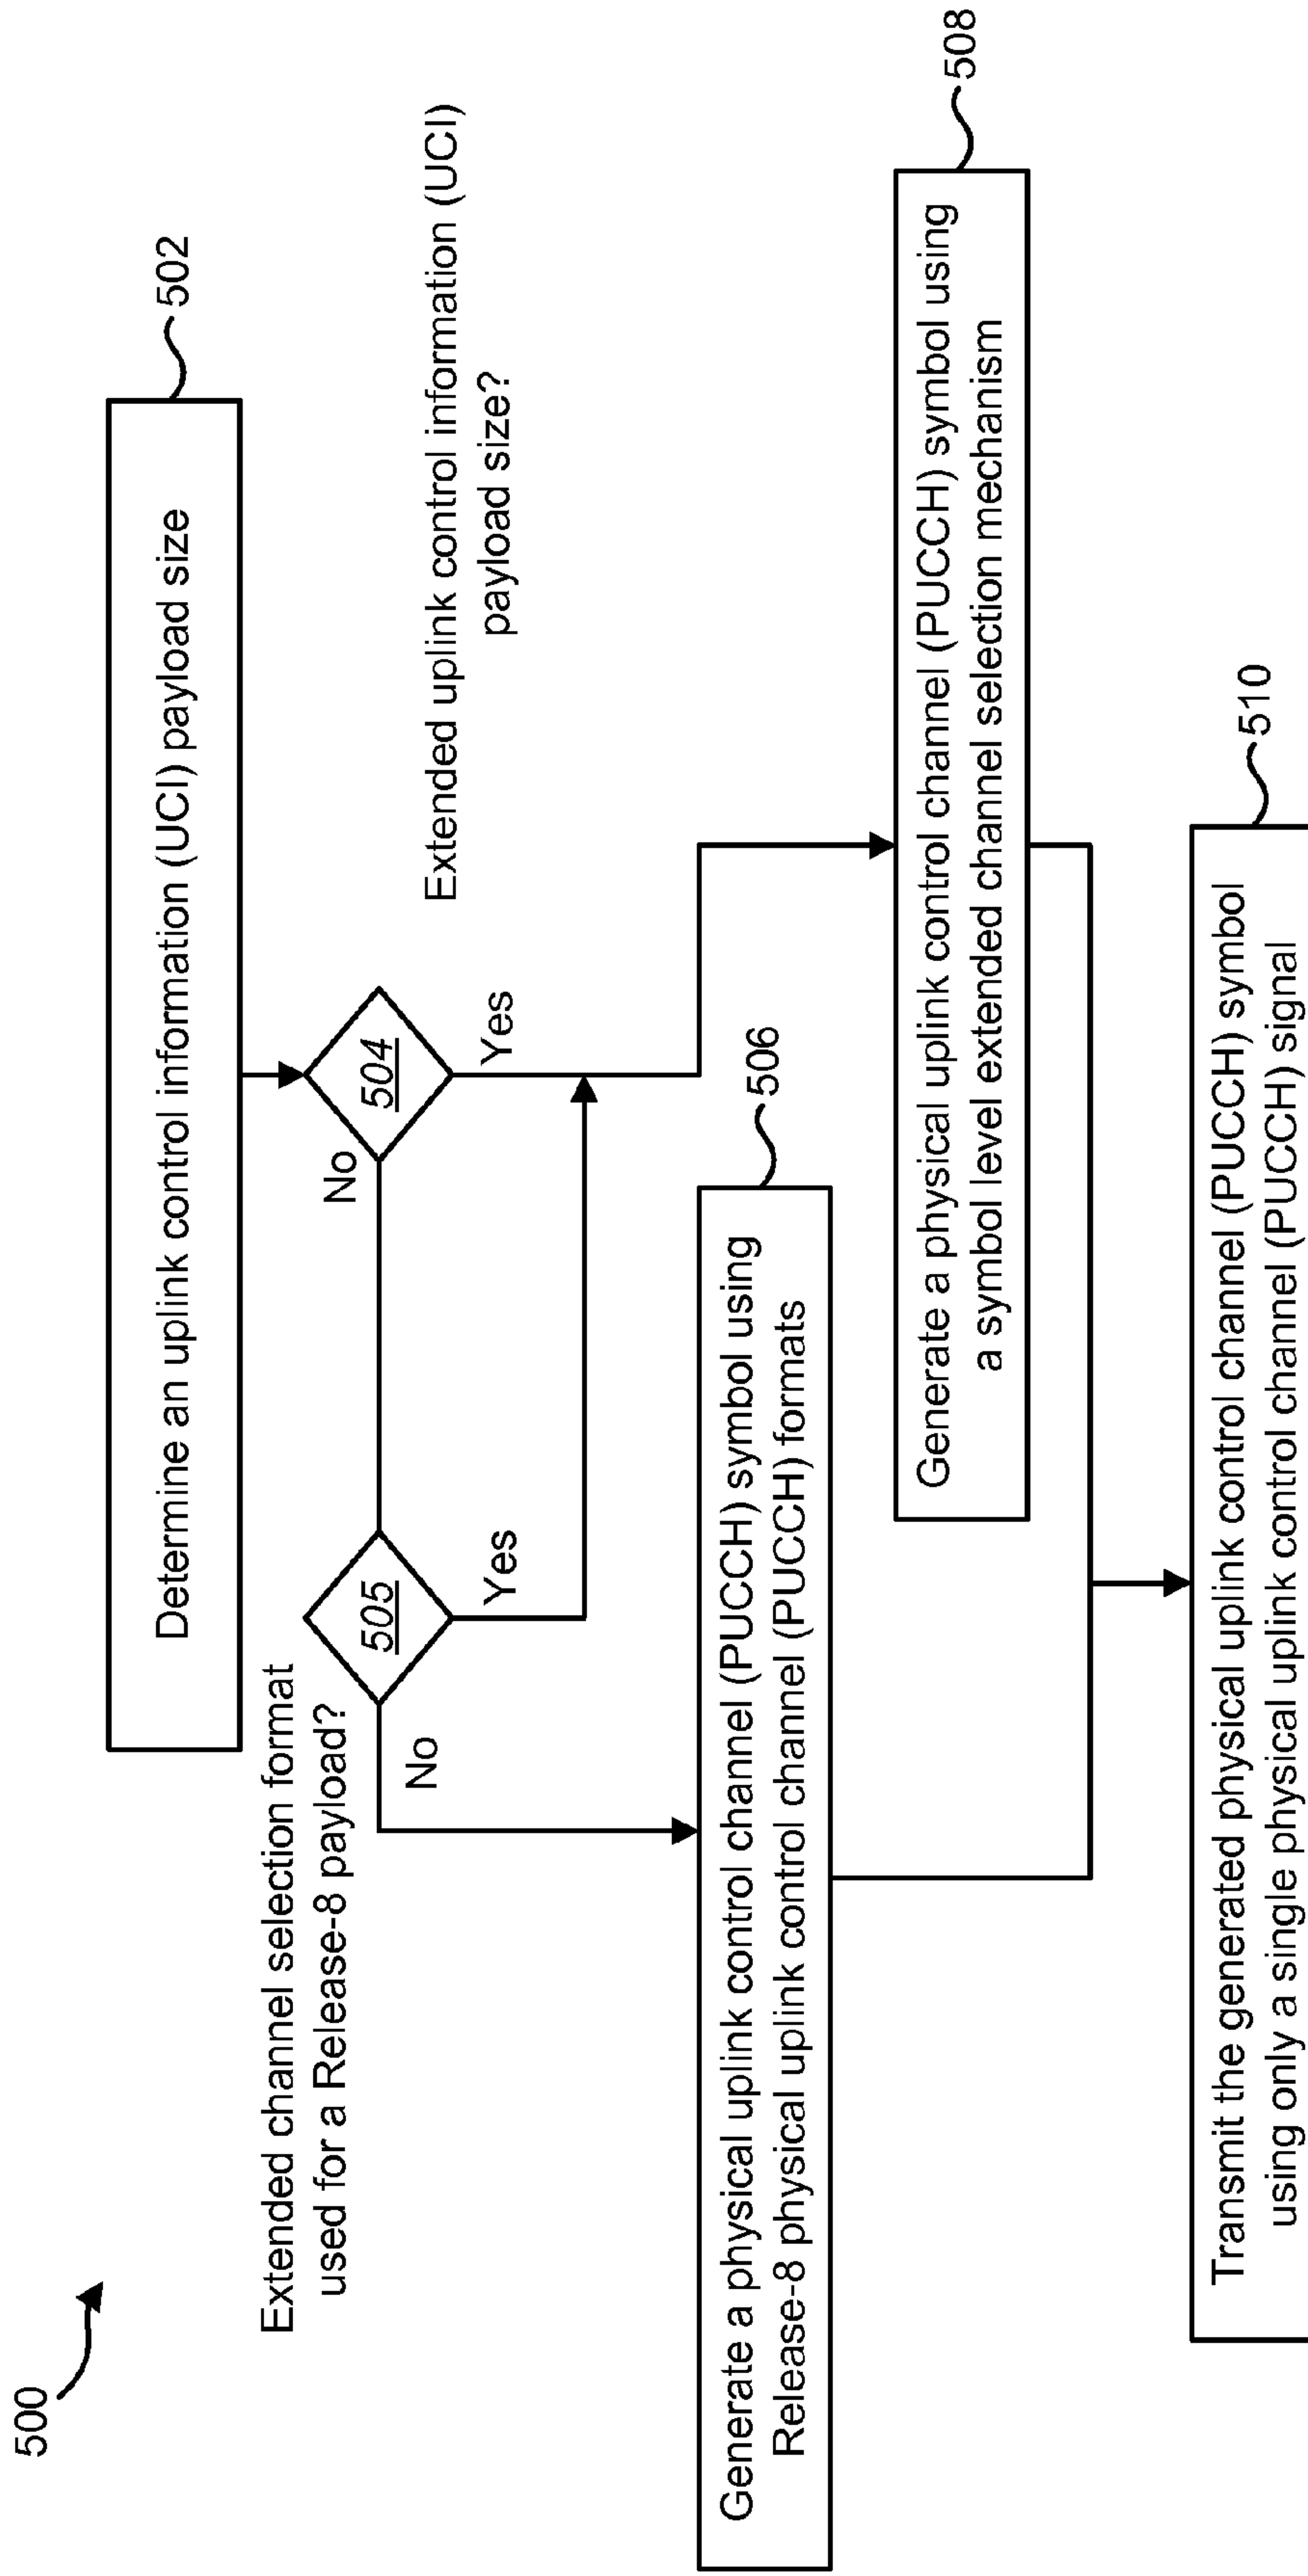 500
Determine an uplink control information (UCI) payload size
502
Extended channel selection format
used for a Release-8 payload?
505
No
Yes
No
504
Yes
Extended uplink control information (UCI)
payload size?
Generate a physical uplink control channel (PUCCH) symbol using
Release-8 physical uplink control channel (PUCCH) formats
506
Generate a physical uplink control channel (PUCCH) symbol using
a symbol level extended channel selection mechanism
508
Transmit the generated physical uplink control channel (PUCCH) symbol
using only a single physical uplink control channel (PUCCH) signal
510